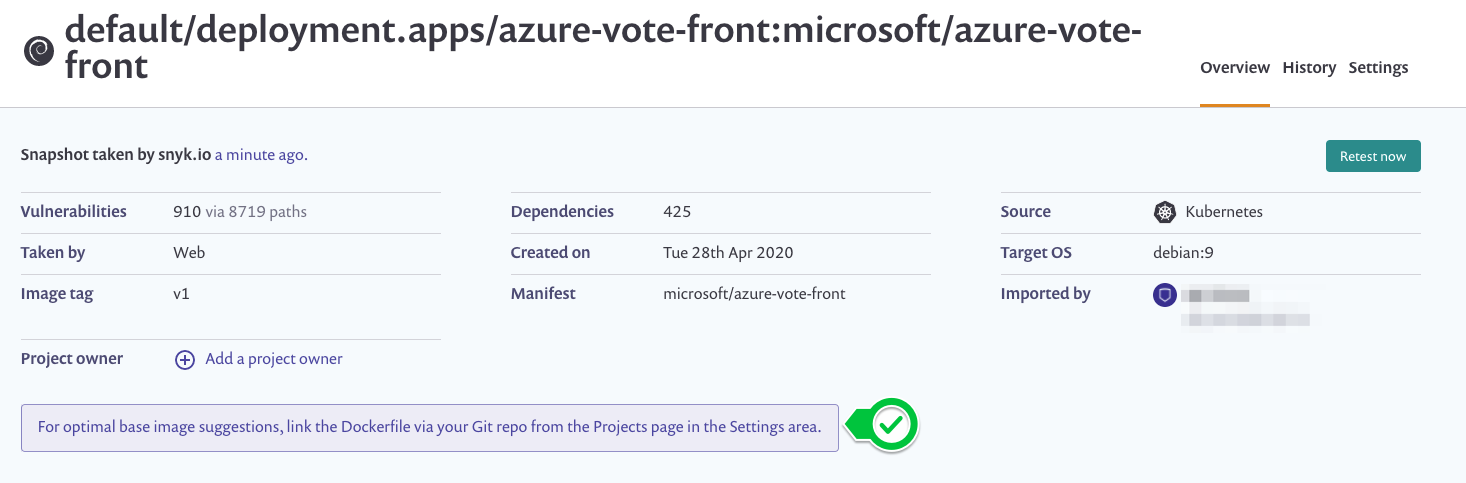 default/deployment.apps/azure-vote-front:microsoft/azure-vote-
front
Overview History Settings
Snapshot taken by snyk.io a minute ago.
Retest now
Vulnerabilities 910 via 8719 paths
Dependencies 425
Source Kubernetes
Taken by Web
Created on Tue 28th Apr 2020
Target OS debian:9
Image tag v1
Manifest microsoft/azure-vote-front
Imported by
Project owner Add a project owner
For optimal base image suggestions, link the Dockerfile via your Git repo from the Projects page in the Settings area.